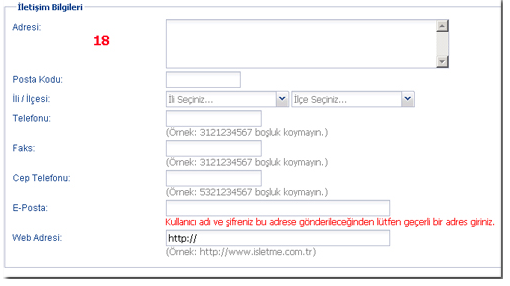 İletişim Bilgileri
Adresi:
18
Posta Kodu:
İli / İlçesi: İli Seçiniz... İlçe Seçiniz...
Telefonu:
(Örnek: 3121234567 boşluk koymayın.)
Faks:
(Örnek: 3121234567 boşluk koymayın.)
Cep Telefonu:
(Örnek: 5321234567 boşluk koymayın.)
E-Posta:
Kullanıcı adı ve şifreniz bu adrese gönderileceğinden lütfen geçerli bir adres giriniz.
Web Adresi: http://
(Örnek: http://www.isletme.com.tr)